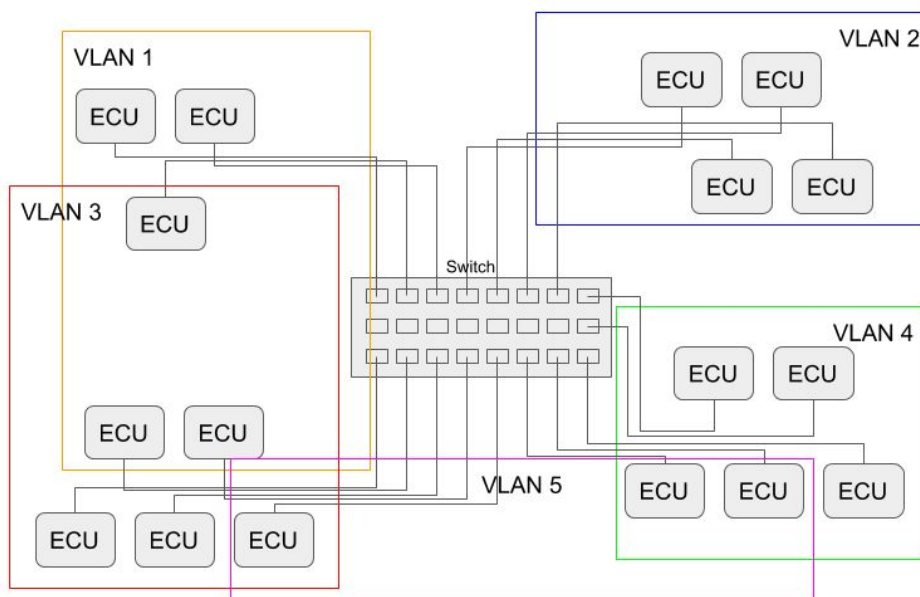 VLAN 1
VLAN 2
ECU ECU
ECU ECU
ECU ECU
VLAN 3
ECU
Switch
VLAN 4
ECU ECU
ECU ECU
VLAN 5
ECU ECU ECU
ECU ECU ECU